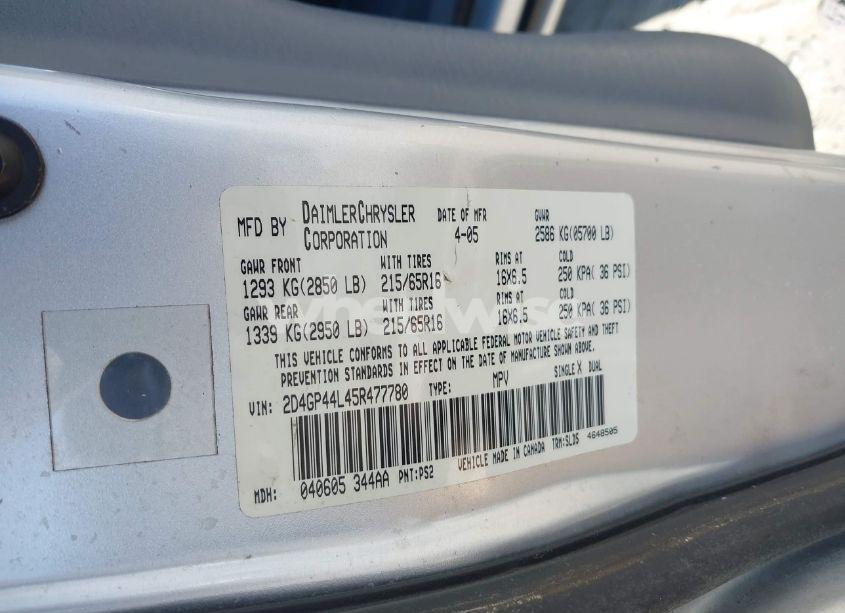 MFD BY DAIMLERCHRYSLER CORPORATION DATE OF MFR 4-05 GVWR 2586 KG(05700 LB)
GAWR FRONT WITH TIRES RIMS AT COLD
1293 KG(2850 LB) 215/65R16 16X6.5 250 KPA( 36 PSI)
GAWR REAR WITH TIRES RIMS AT COLD
1339 KG(2950 LB) 215/65R16 16X6.5 250 KPA( 36 PSI)
THIS VEHICLE CONFORMS TO ALL APPLICABLE FEDERAL MOTOR VEHICLE SAFETY AND THEFT
PREVENTION STANDARDS IN EFFECT ON THE DATE OF MANUFACTURE SHOWN ABOVE.
VIN: 2D4GP44L45R477780 TYPE: MPV SINGLE X DUAL
MDH: 040605 344AA PNT:PS2 VEHICLE MADE IN CANADA TRM:SLDS 4648505